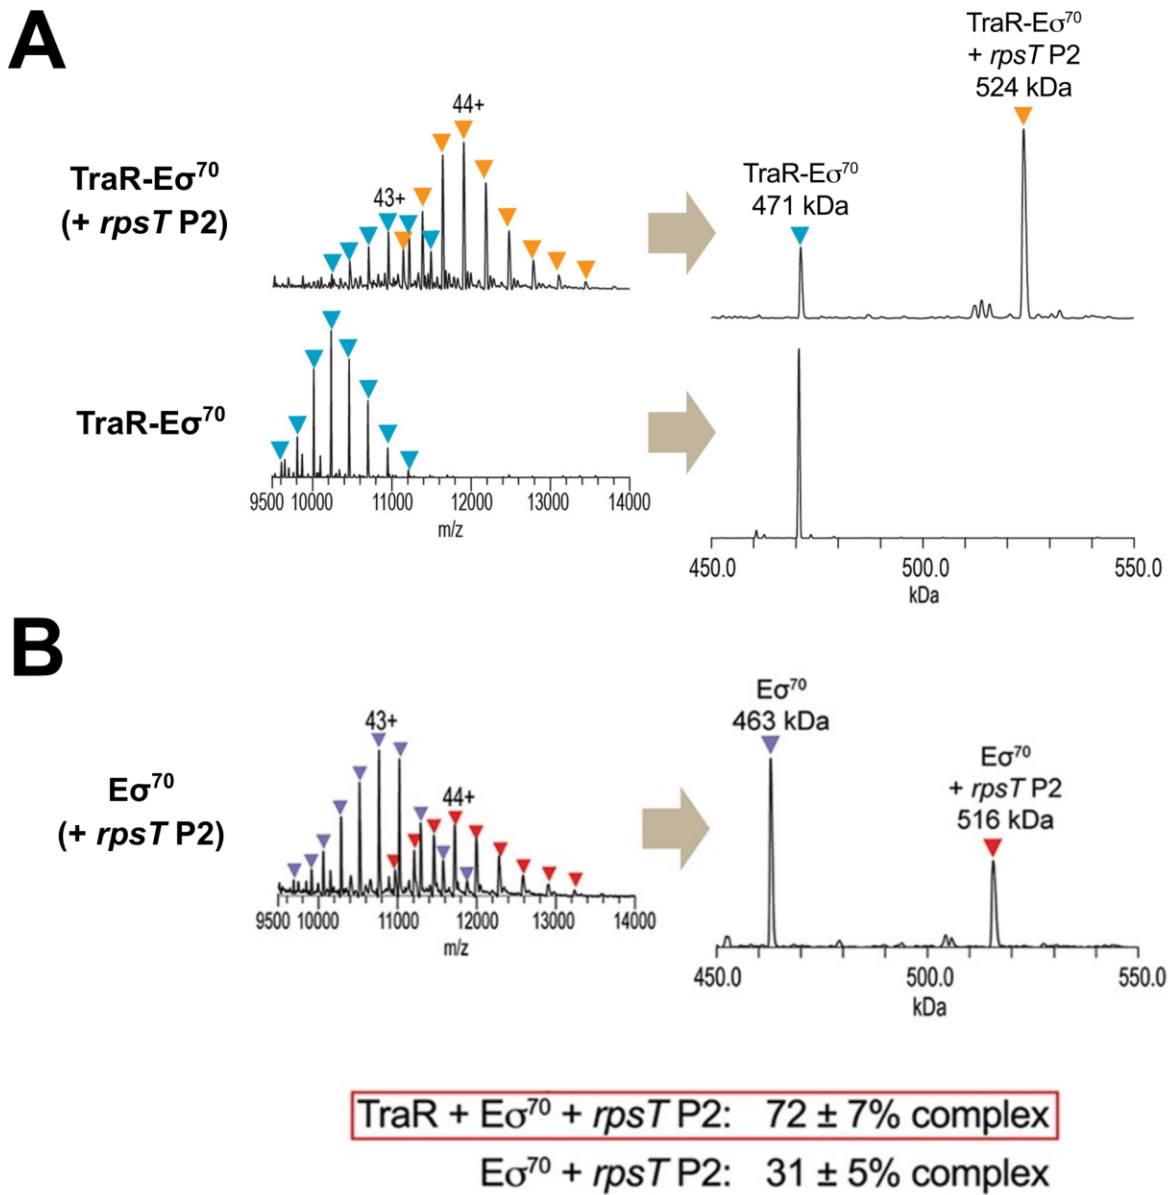 A
TraR-Eσ⁷⁰
+ rpsT P2
524 kDa
44+
TraR-Eσ⁷⁰
(+ rpsT P2)
43+
TraR-Eσ⁷⁰
471 kDa
TraR-Eσ⁷⁰
9500 10000 11000 12000 13000 14000
m/z
450.0 500.0 550.0
kDa
B
Eσ⁷⁰
463 kDa
43+
Eσ⁷⁰
+ rpsT P2
516 kDa
44+
Eσ⁷⁰
(+ rpsT P2)
9500 10000 11000 12000 13000 14000
m/z
450.0 500.0 550.0
kDa
TraR + Eσ⁷⁰ + rpsT P2: 72 ± 7% complex
Eσ⁷⁰ + rpsT P2: 31 ± 5% complex